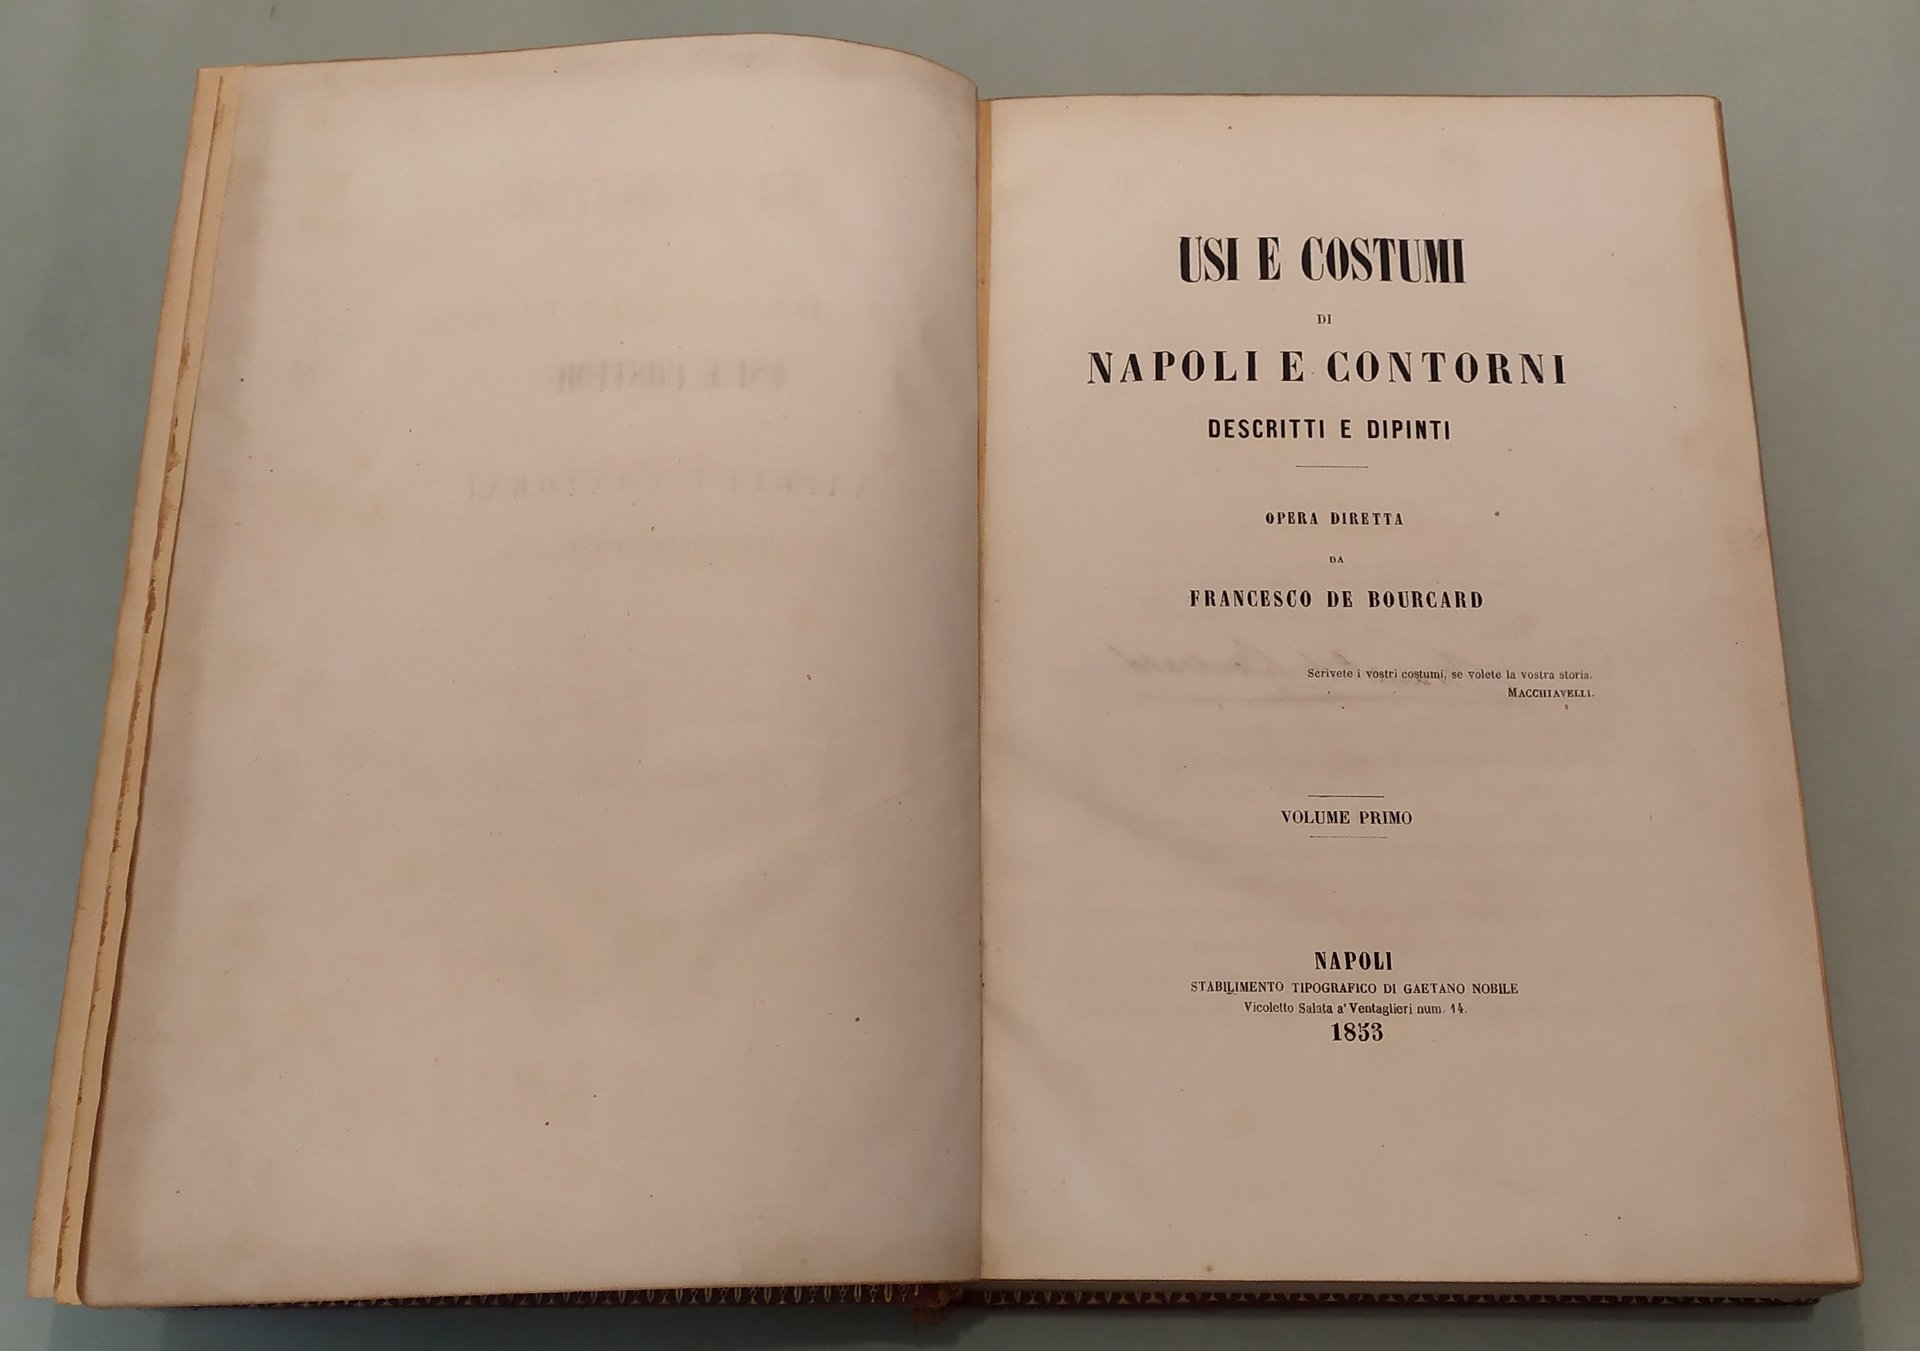 USI E COSTUMI
DI
NAPOLI E CONTORNI
DESCRITTI E DIPINTI
OPERA DIRETTA
DA
FRANCESCO DE BOURCARD
Scrivete i vostri costumi, se volete la vostra storia.
MACCHIAVELLI.
VOLUME PRIMO
NAPOLI
STABILIMENTO TIPOGRAFICO DI GAETANO NOBILE
Vicoletto Salata a' Ventaglieri num. 14.
1853